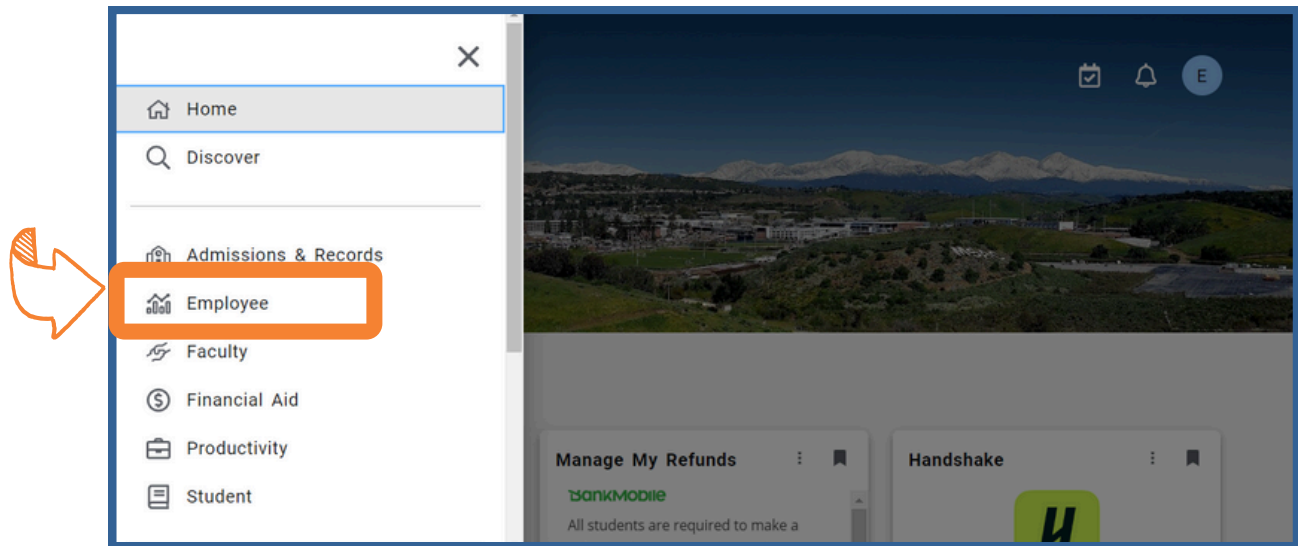 E
Home
Discover
Admissions & Records
Employee
Faculty
Financial Aid
Productivity
Student
Manage My Refunds
BankMobile
All students are required to make a
Handshake